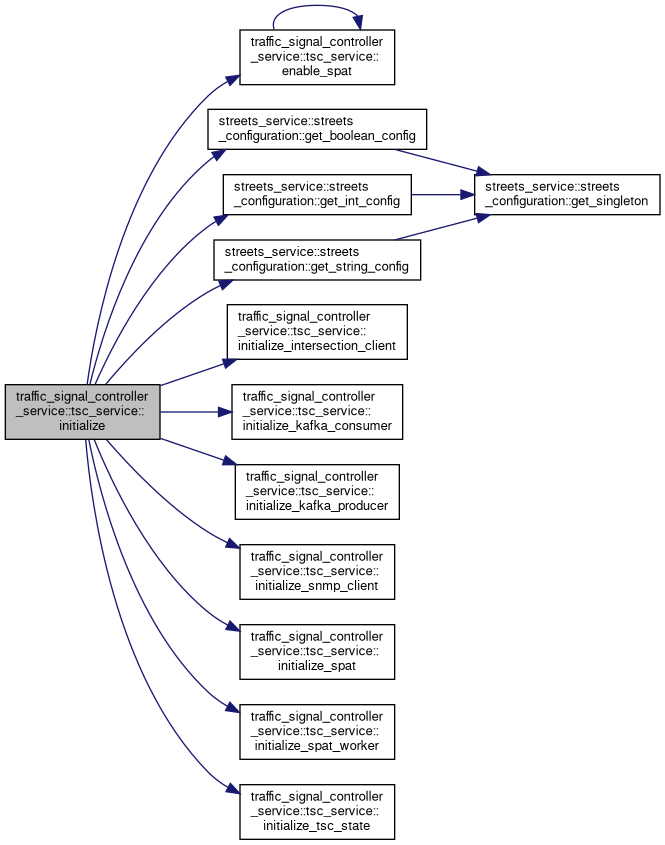 traffic_signal_controller
_service::tsc_service::
enable_spat
streets_service::streets
_configuration::get_boolean_config
streets_service::streets
_configuration::get_int_config
streets_service::streets
_configuration::get_singleton
streets_service::streets
_configuration::get_string_config
traffic_signal_controller
_service::tsc_service::
initialize_intersection_client
traffic_signal_controller
_service::tsc_service::
initialize
traffic_signal_controller
_service::tsc_service::
initialize_kafka_consumer
traffic_signal_controller
_service::tsc_service::
initialize_kafka_producer
traffic_signal_controller
_service::tsc_service::
initialize_snmp_client
traffic_signal_controller
_service::tsc_service::
initialize_spat
traffic_signal_controller
_service::tsc_service::
initialize_spat_worker
traffic_signal_controller
_service::tsc_service::
initialize_tsc_state